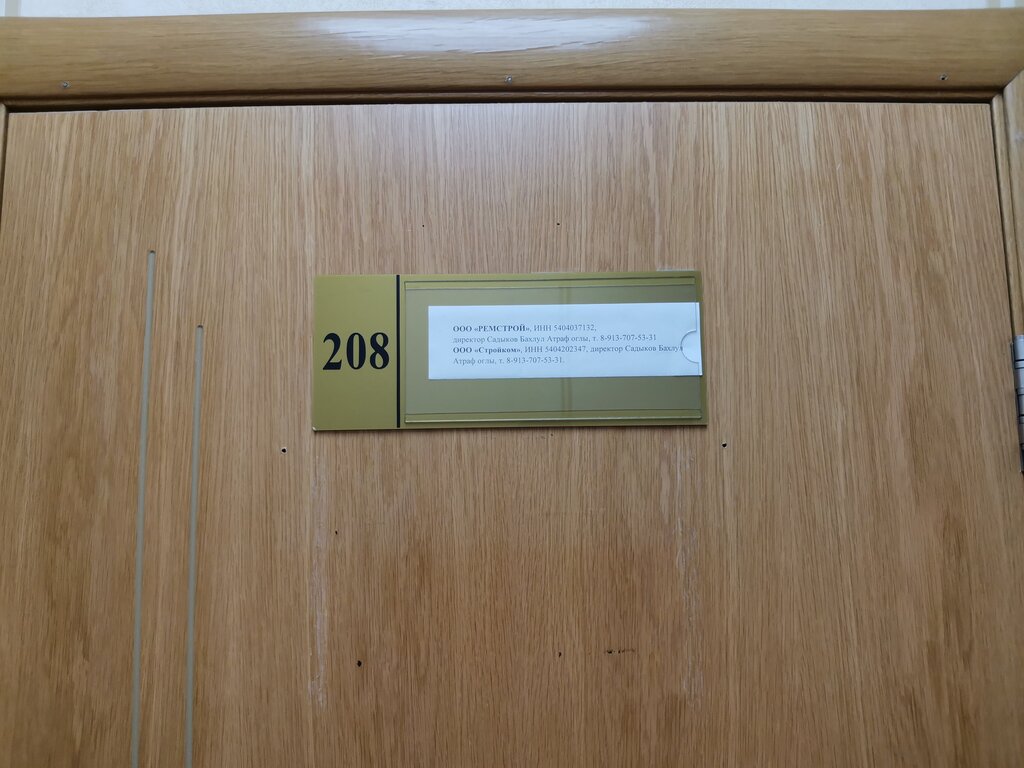 208
ООО «РЕМСТРОЙ», ИНН 5404037132,
директор Садыков Бахлул Атраф оглы, т. 8-913-707-53-31
ООО «Стройком», ИНН 5404202347, директор Садыков Бахлул
Атраф оглы, т. 8-913-707-53-31.